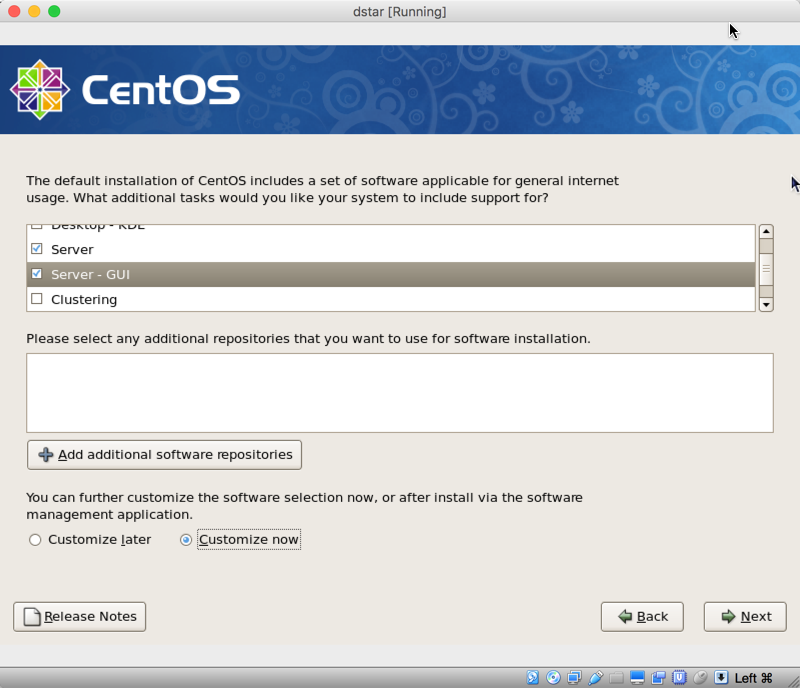 dstar [Running]
CentOS
The default installation of CentOS includes a set of software applicable for general internet
usage. What additional tasks would you like your system to include support for?
Desktop - KDE
Server
Server - GUI
Clustering
Please select any additional repositories that you want to use for software installation.
Add additional software repositories
You can further customize the software selection now, or after install via the software
management application.
Customize later Customize now
Release Notes Back Next
Left ⌘